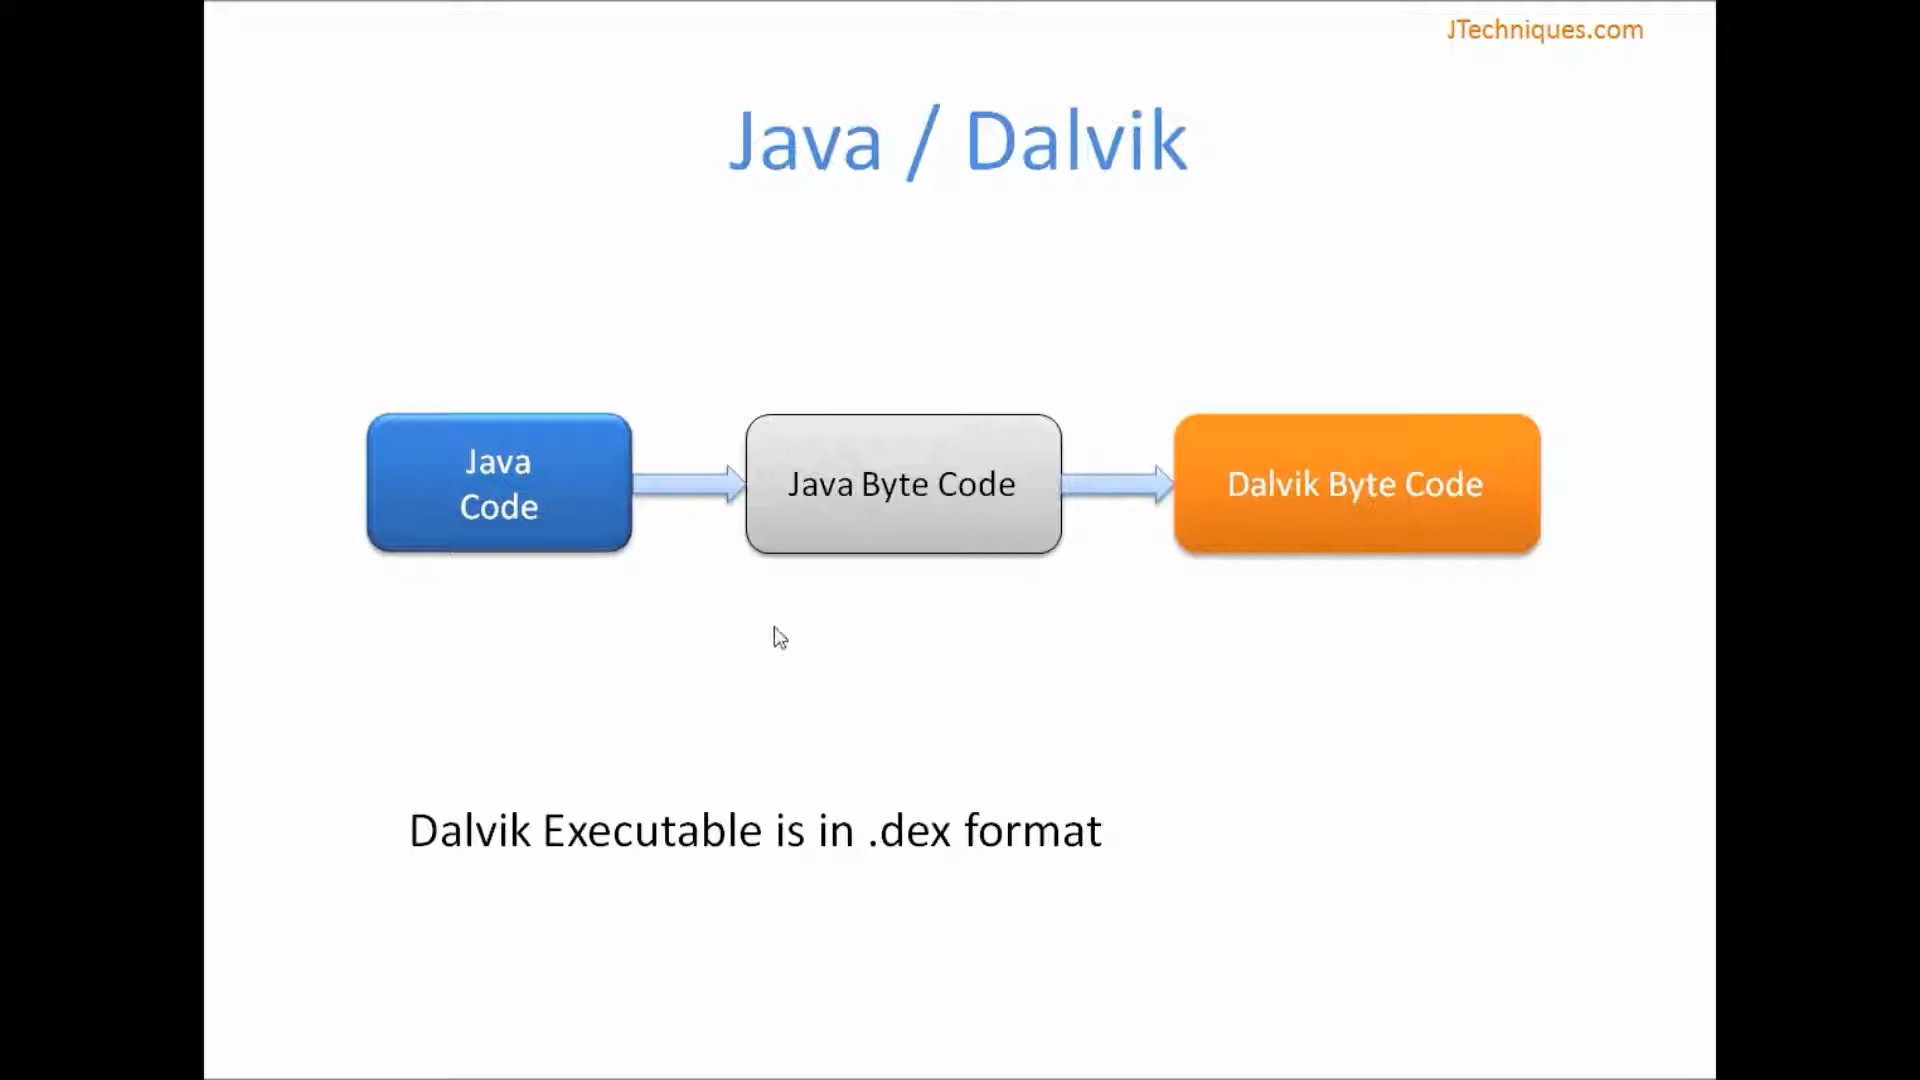 JTechniques.com
Java / Dalvik
Java
Code
Java Byte Code
Dalvik Byte Code
Dalvik Executable is in .dex format